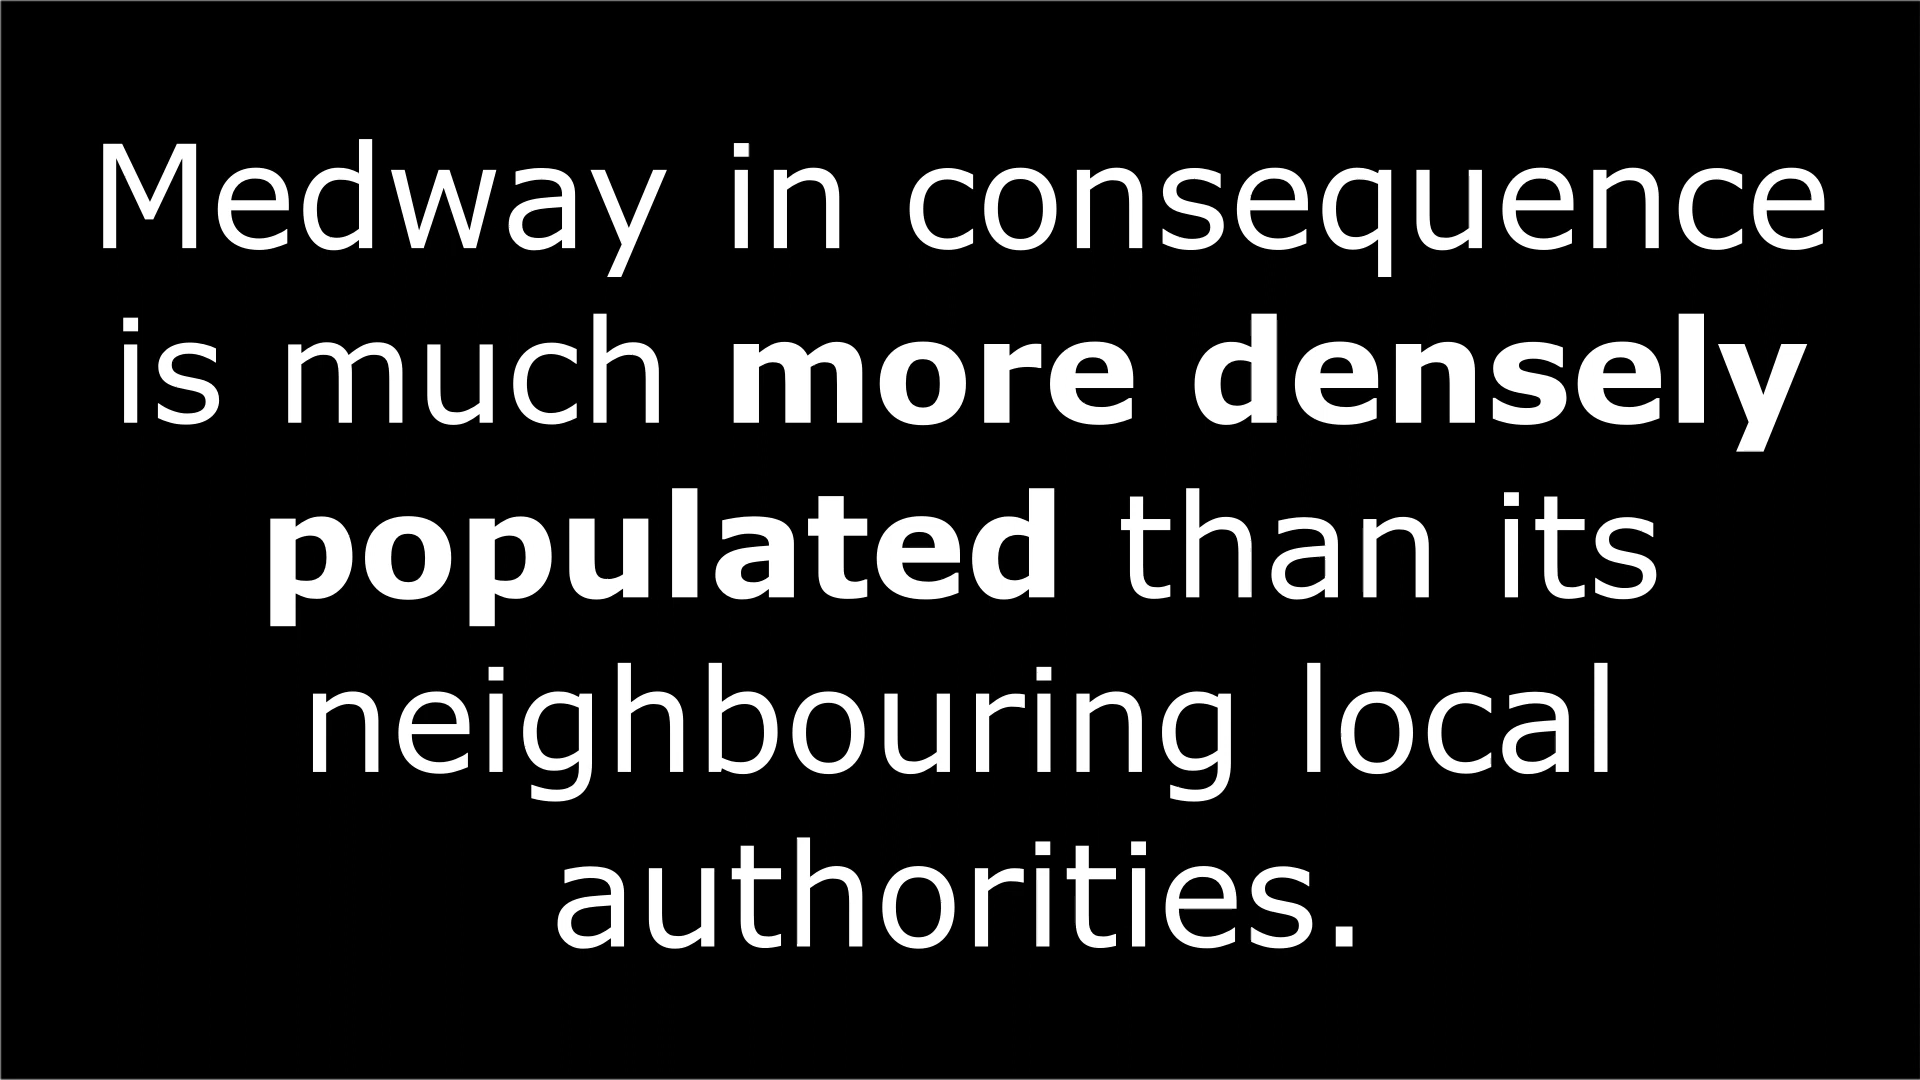 Medway in consequence
is much more densely
populated than its
neighbouring local
authorities.